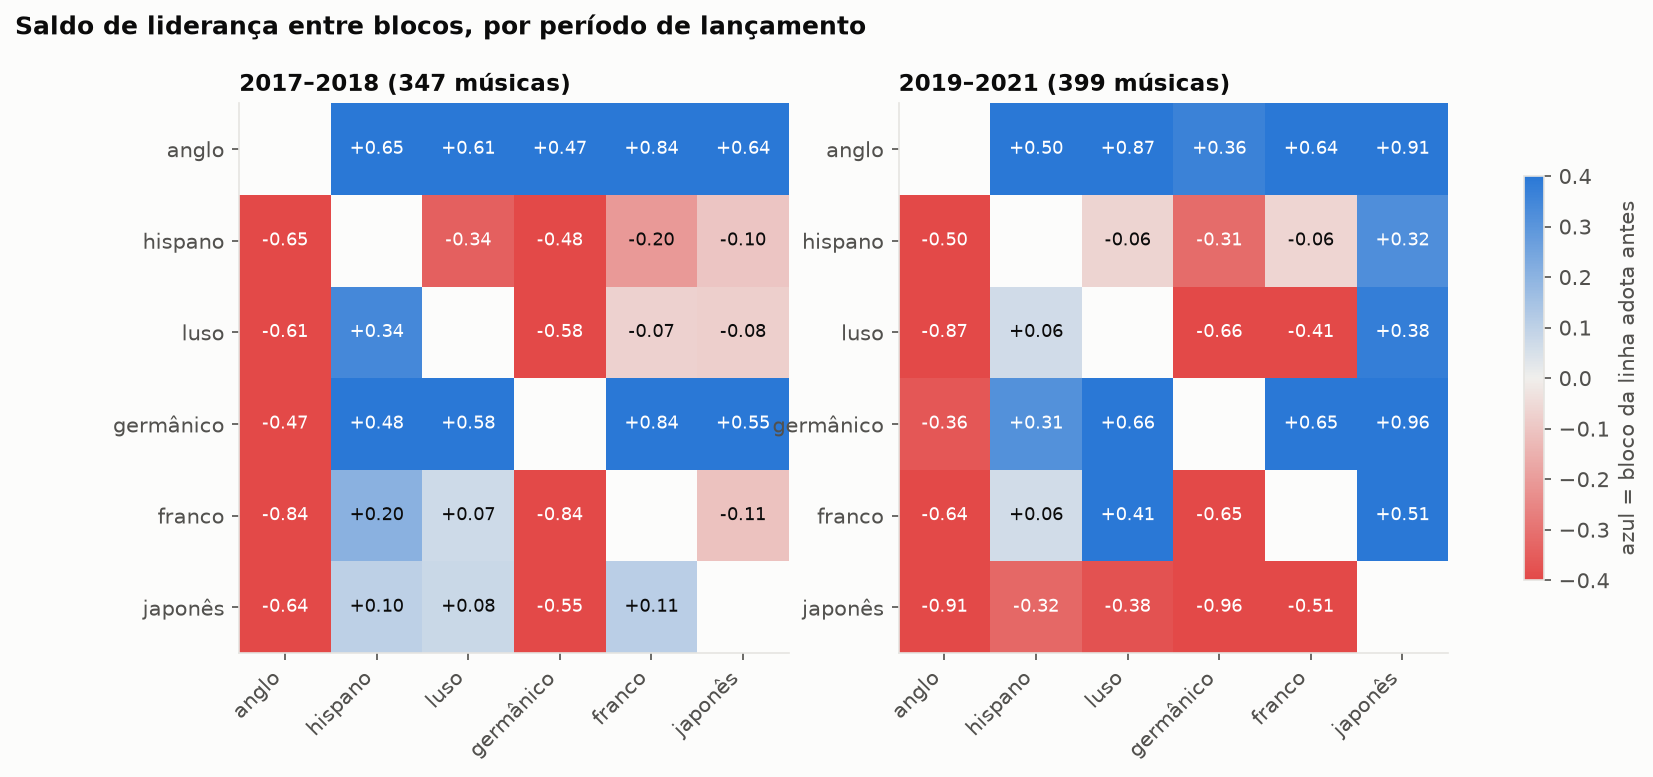 Saldo de liderança entre blocos, por período de lançamento
2017–2018 (347 músicas)
anglo +0.65 +0.61 +0.47 +0.84 +0.64
hispano -0.65 -0.34 -0.48 -0.20 -0.10
luso -0.61 +0.34 -0.58 -0.07 -0.08
germânico -0.47 +0.48 +0.58 +0.84 +0.55
franco -0.84 +0.20 +0.07 -0.84 -0.11
japonês -0.64 +0.10 +0.08 -0.55 +0.11
anglo hispano luso germânico franco japonês
2019–2021 (399 músicas)
anglo +0.50 +0.87 +0.36 +0.64 +0.91
hispano -0.50 -0.06 -0.31 -0.06 +0.32
luso -0.87 +0.06 -0.66 -0.41 +0.38
germânico -0.36 +0.31 +0.66 +0.65 +0.96
franco -0.64 +0.06 +0.41 -0.65 +0.51
japonês -0.91 -0.32 -0.38 -0.96 -0.51
anglo hispano luso germânico franco japonês
0.4
0.3
0.2
0.1
0.0
−0.1
−0.2
−0.3
−0.4
azul = bloco da linha adota antes